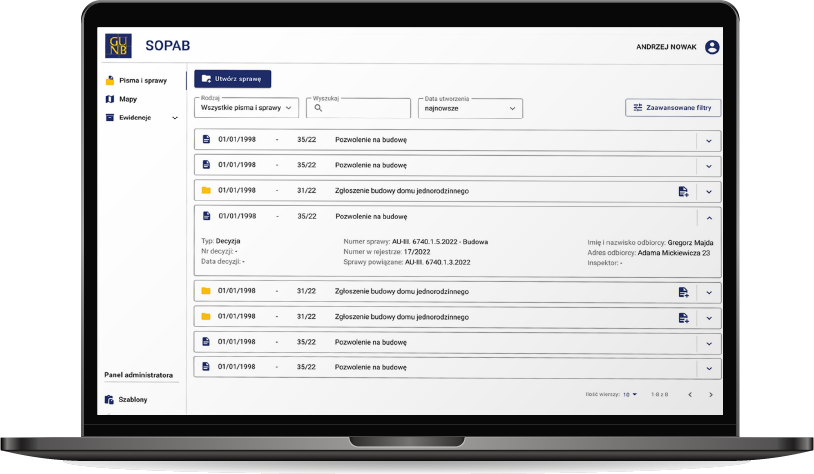 GU
NB
SOPAB
ANDRZEJ NOWAK
Pisma i sprawy
Mapy
Ewidencje
Utwórz sprawę
Rodzaj
Wszystkie pisma i sprawy
Wyszukaj
Data utworzenia
najnowsze
Zaawansowane filtry
01/01/1998 - 35/22 Pozwolenie na budowę
01/01/1998 - 35/22 Pozwolenie na budowę
01/01/1998 - 31/22 Zgłoszenie budowy domu jednorodzinnego
01/01/1998 - 35/22 Pozwolenie na budowę
Typ: Decyzja
Nr decyzji: -
Data decyzji: -
Numer sprawy: AU-III. 6740.1.5.2022 - Budowa
Numer w rejestrze: 17/2022
Sprawy powiązane: AU-III. 6740.1.3.2022
Imię i nazwisko odbiorcy: Gregorz Majda
Adres odbiorcy: Adama Mickiewicza 23
Inspektor: -
01/01/1998 - 31/22 Zgłoszenie budowy domu jednorodzinnego
01/01/1998 - 31/22 Zgłoszenie budowy domu jednorodzinnego
01/01/1998 - 35/22 Pozwolenie na budowę
01/01/1998 - 35/22 Pozwolenie na budowę
Ilość wierszy: 10
1-8 z 8
Panel administratora
Szablony